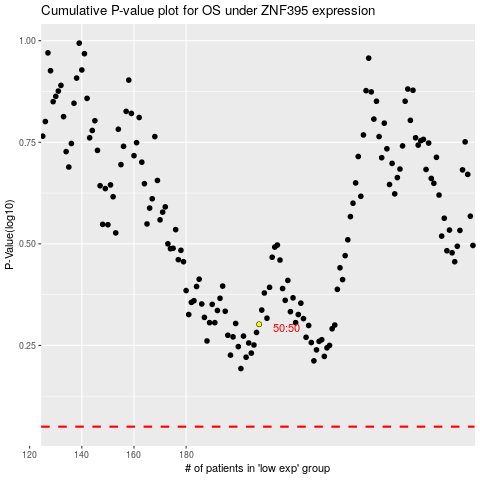 Cumulative P-value plot for OS under ZNF395 expression
P-Value(log10)
1.00
0.75
0.50
0.25
50:50
120 140 160 180
# of patients in 'low exp' group